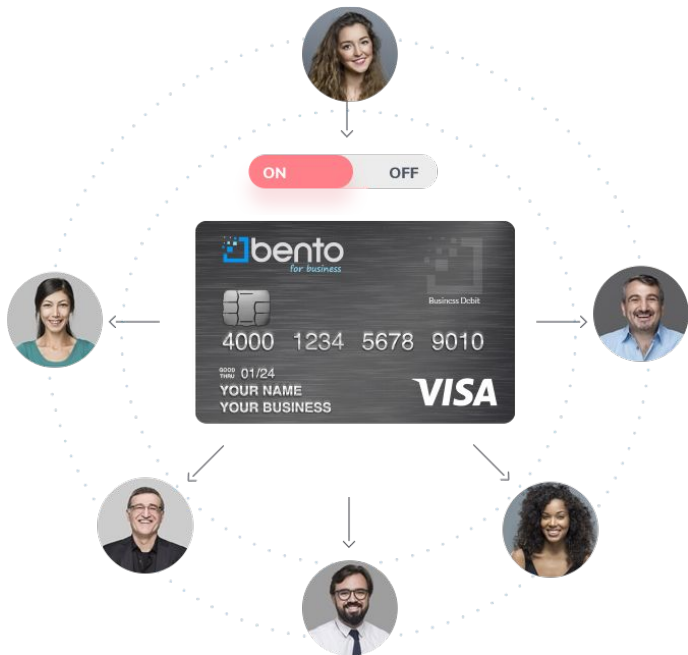 ON OFF
bento
for business
Business Debit
4000 1234 5678 9010
GOOD THRU 01/24
YOUR NAME
YOUR BUSINESS
VISA